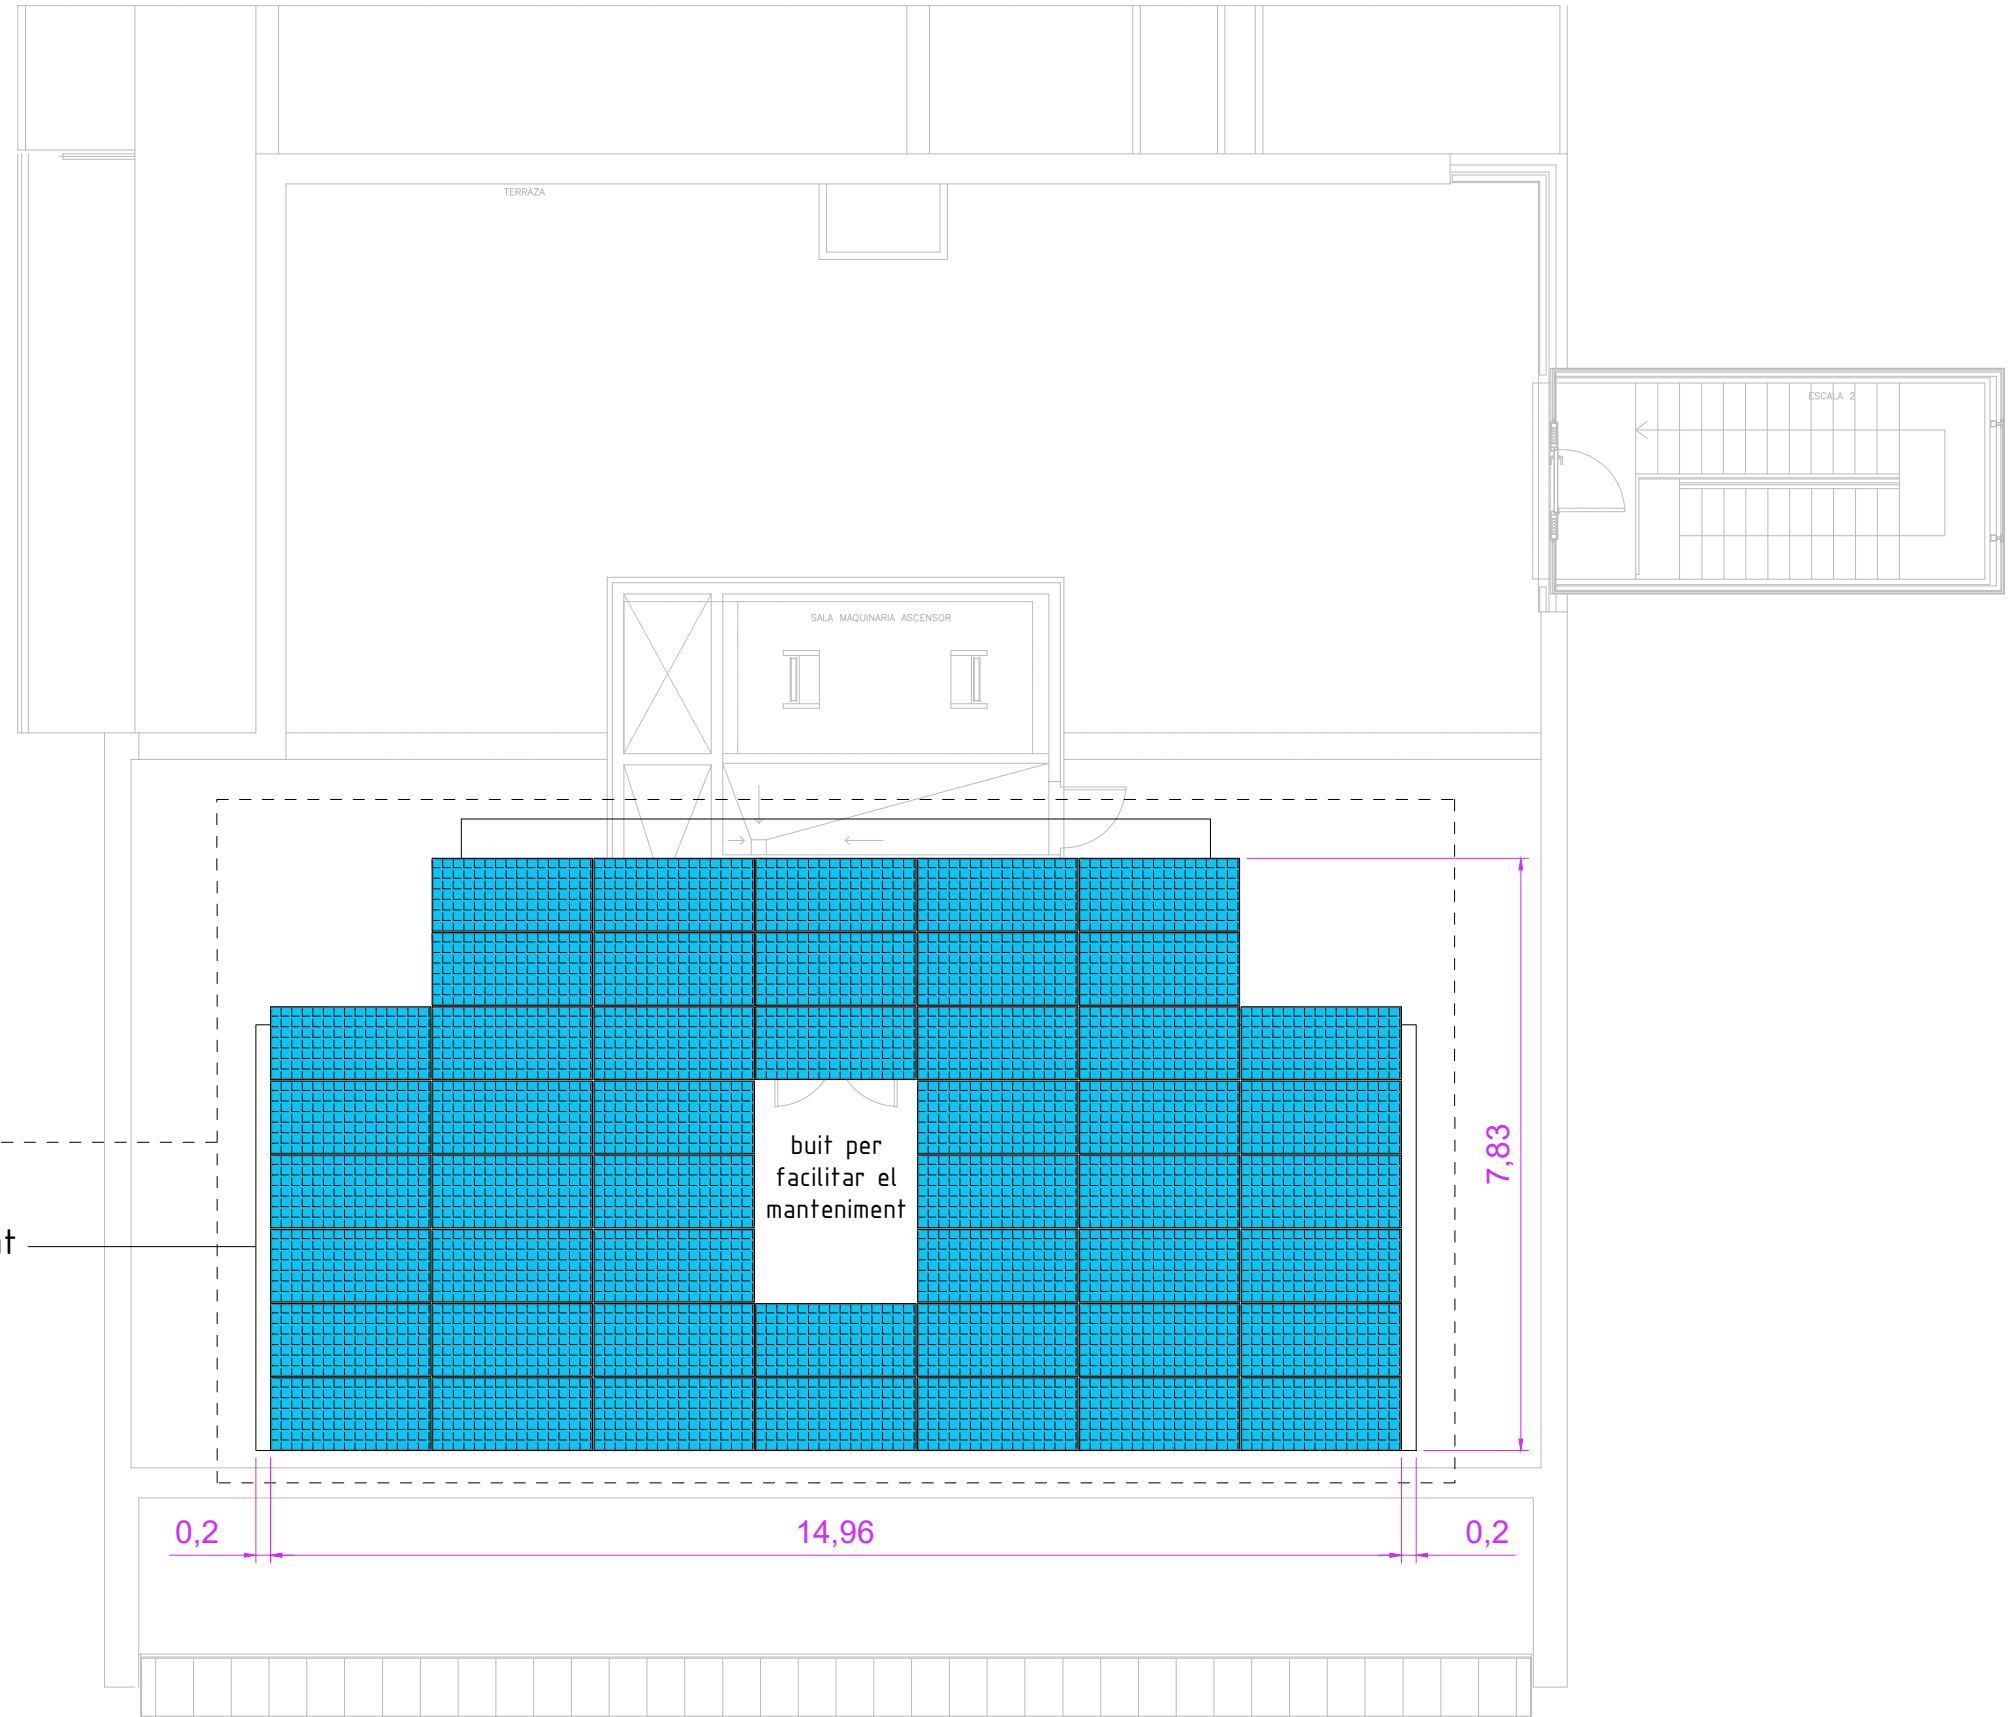 TERRAZA
ESCALA 2
SALA MAQUINARIA ASCENSOR
buit per
facilitar el
manteniment
7,83
0,2
14,96
0,2